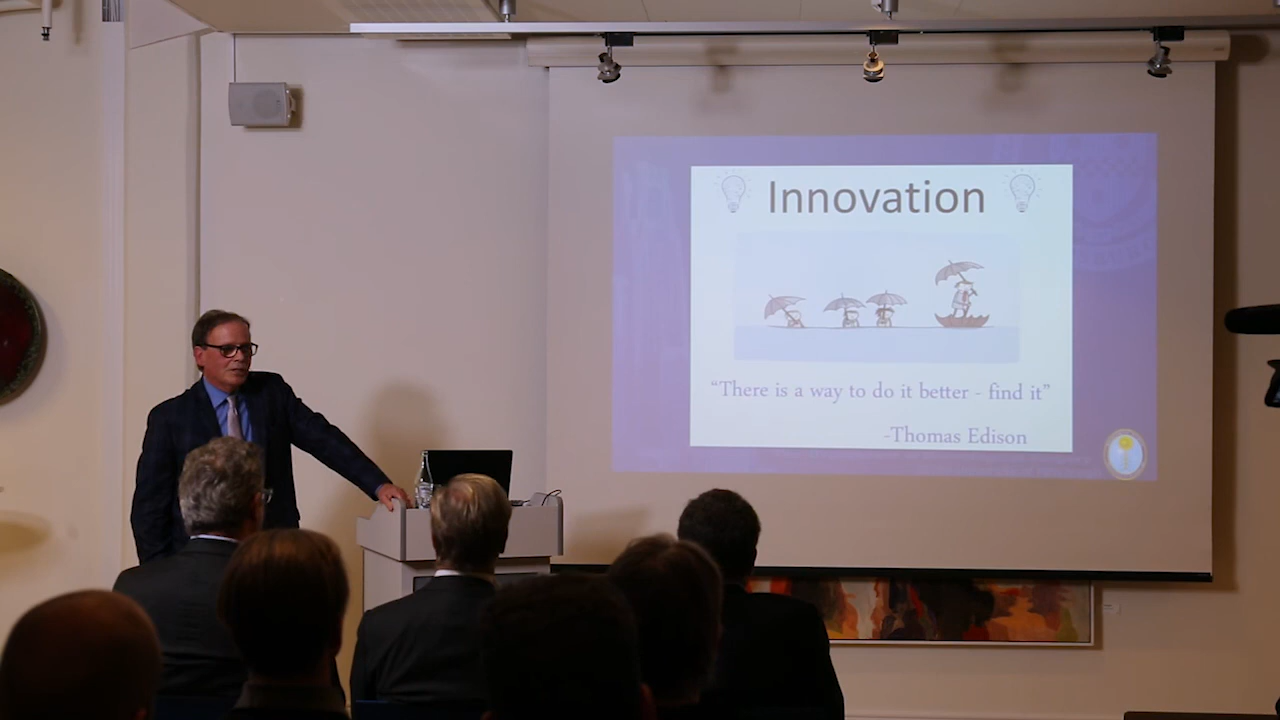 Innovation
“There is a way to do it better - find it”
-Thomas Edison